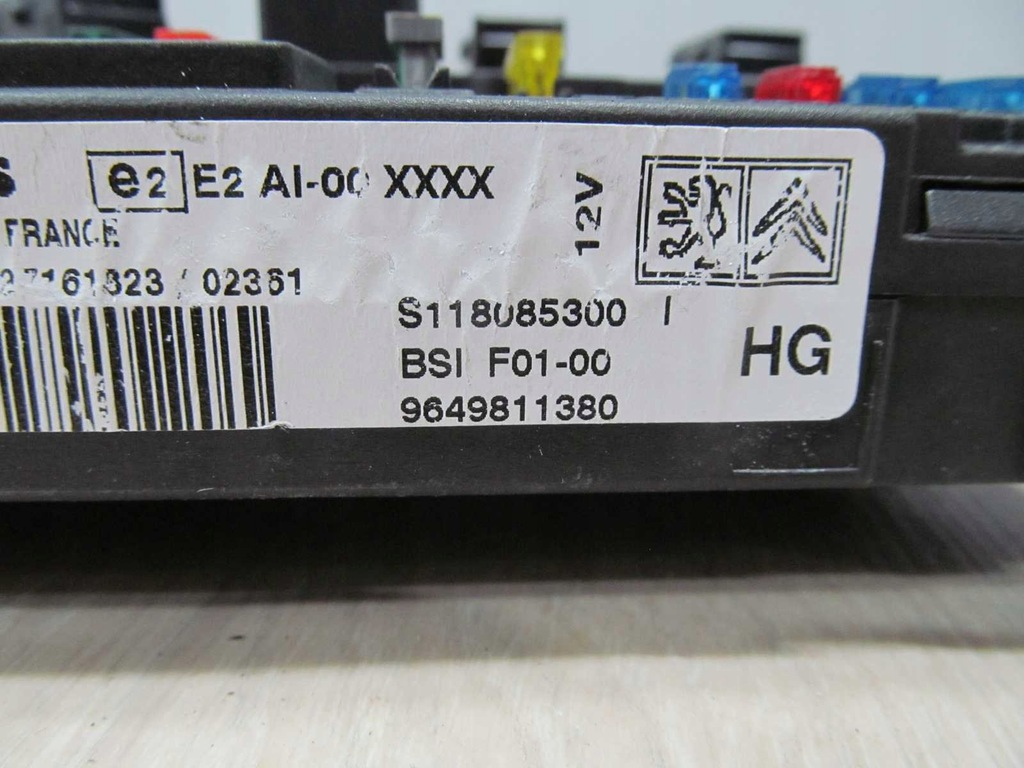 e2 E2 AI-00 XXXX
FRANCE
12V
7161823 / 02361
S118085300 I
BSI F01-00
HG
9649811380